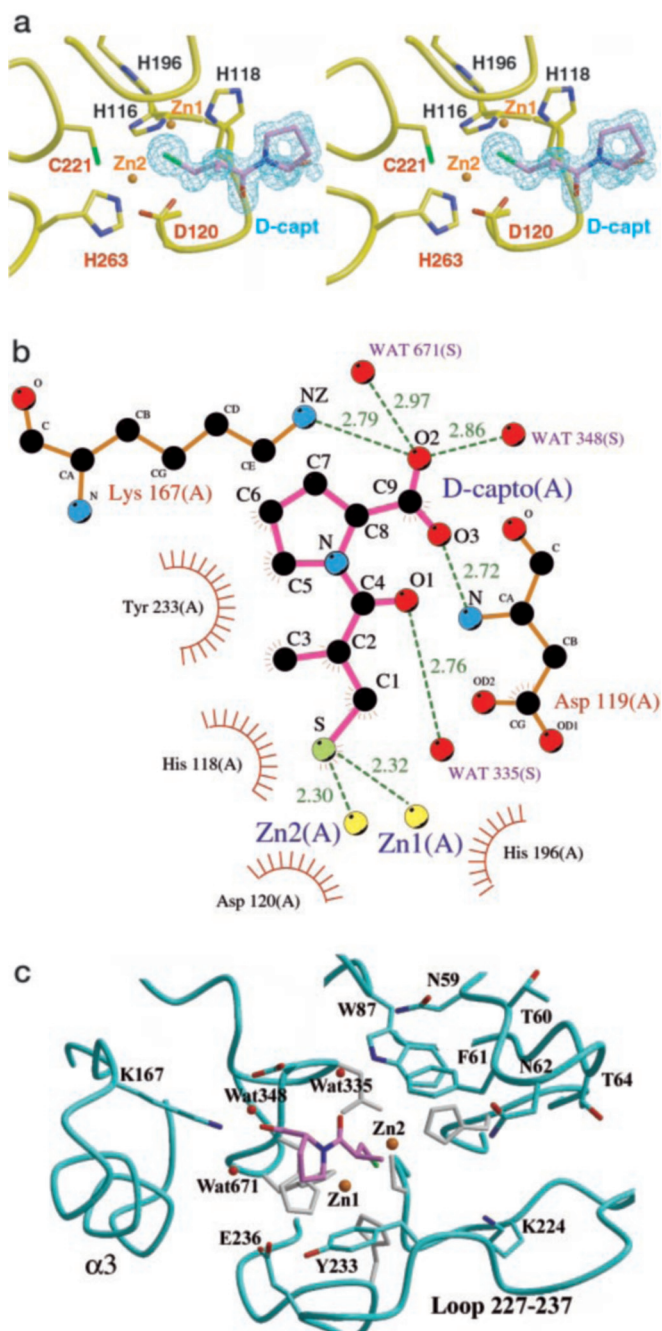 a
H196
H118
H116
Zn1
C221
Zn2
D120
H263
D-capt
H196
H118
H116
Zn1
C221
Zn2
D120
H263
D-capt
b
WAT 671(S)
O
NZ
C
CB
CD
2.97
2.79
O2
2.86
WAT 348(S)
CA
CG
CE
C7
C9
D-capto(A)
N
Lys 167(A)
C6
C8
O3
O
N
2.72
C
C5
C4
O1
N
CA
Tyr 233(A)
CB
C3
C2
2.76
OD2
Asp 119(A)
C1
CG
OD1
S
His 118(A)
2.32
WAT 335(S)
2.30
Zn2(A)
Zn1(A)
His 196(A)
Asp 120(A)
c
N59
W87
T60
K167
F61
N62
Wat335
T64
Wat348
Zn2
Wat671
Zn1
E236
K224
Y233
α3
Loop 227-237